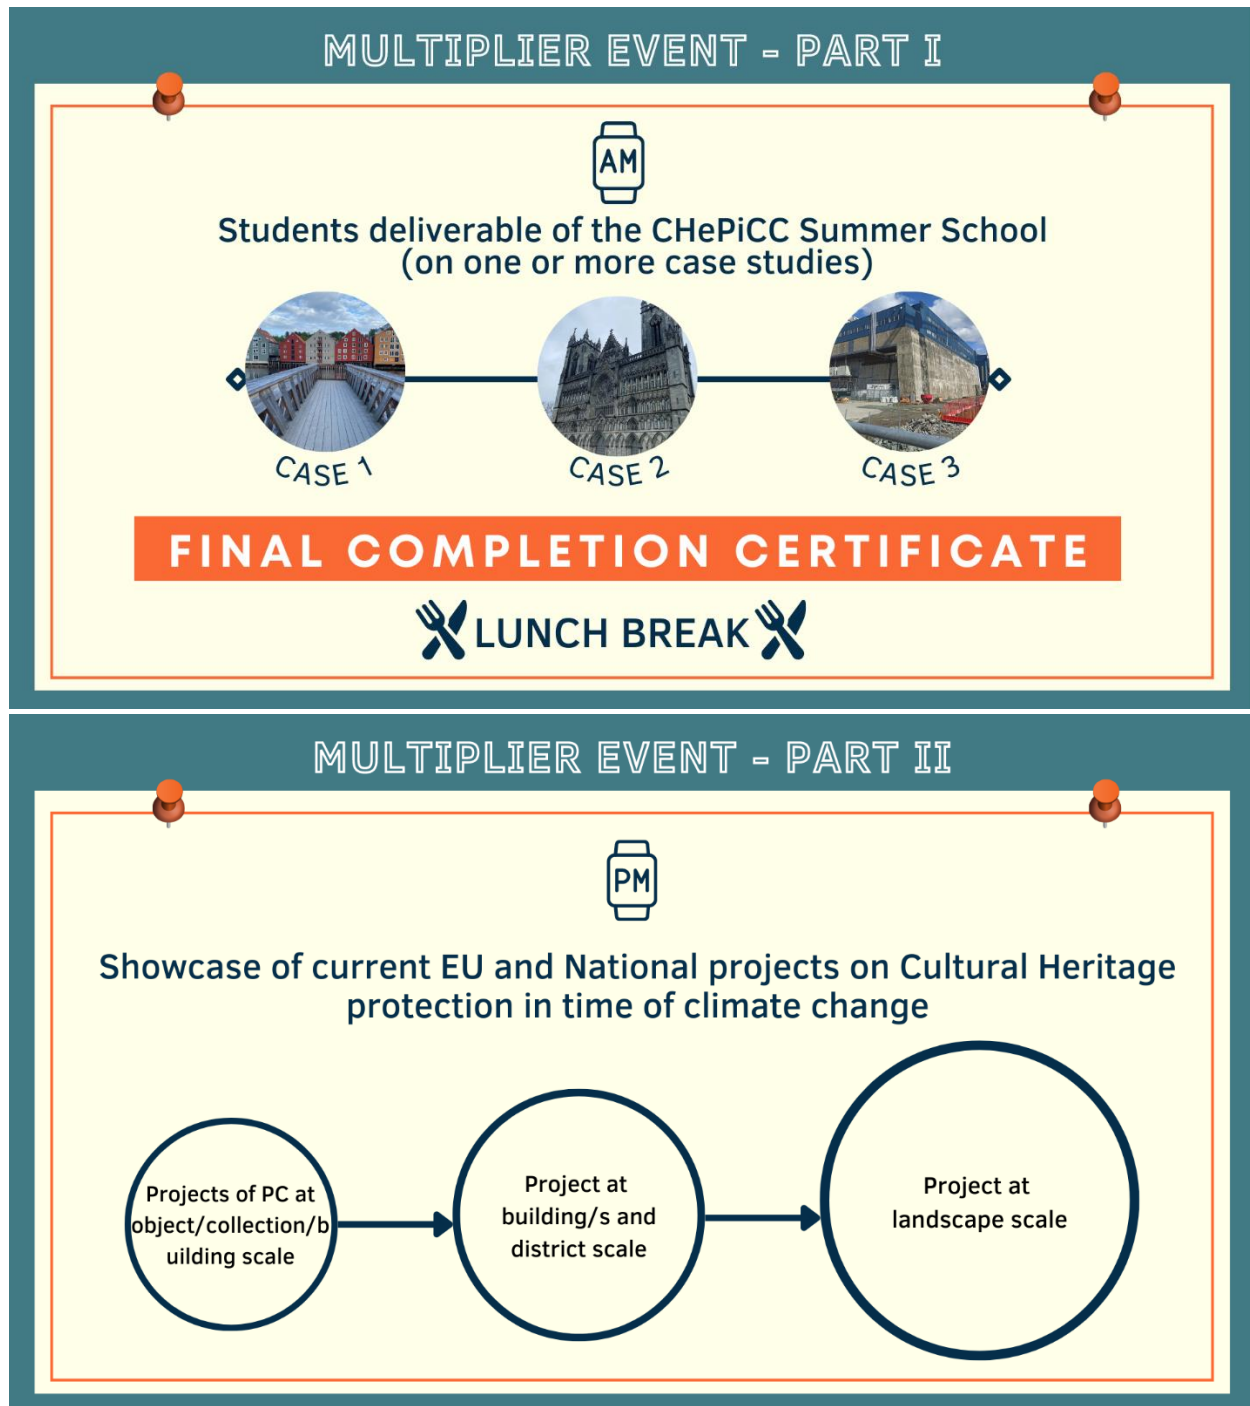 MULTIPLIER EVENT - PART I
AM
Students deliverable of the CHePiCC Summer School
(on one or more case studies)
CASE 1
CASE 2
CASE 3
FINAL COMPLETION CERTIFICATE
LUNCH BREAK
MULTIPLIER EVENT - PART II
PM
Showcase of current EU and National projects on Cultural Heritage
protection in time of climate change
Projects of PC at
object/collection/b
uilding scale
Project at
building/s and
district scale
Project at
landscape scale